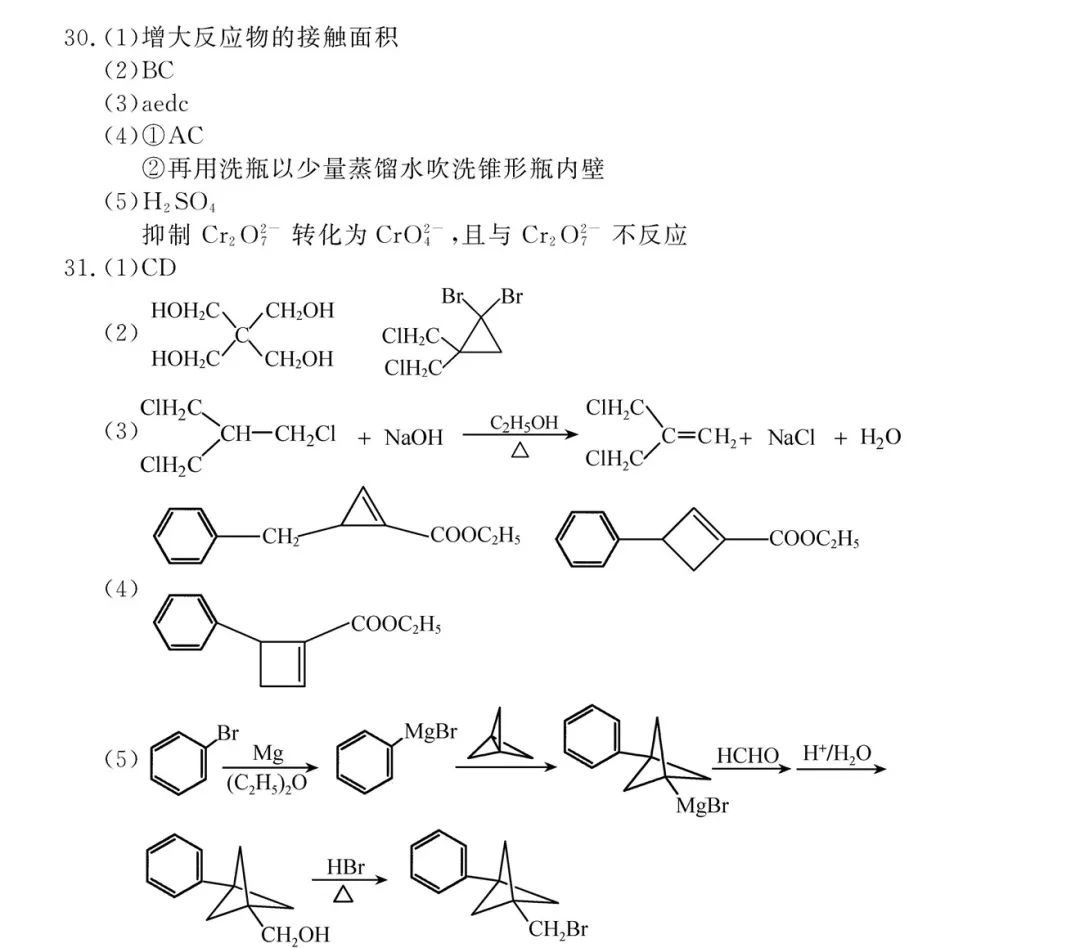 30.(1)增大反应物的接触面积
(2)BC
(3)aedc
(4)①AC
②再用洗瓶以少量蒸馏水吹洗锥形瓶内壁
(5)H₂SO₄
抑制 Cr₂O₇²⁻ 转化为 CrO₄²⁻,且与 Cr₂O₇²⁻ 不反应
31.(1)CD
(2) HOH₂C CH₂OH C HOH₂C CH₂OH Br Br ClH₂C ClH₂C
(3) ClH₂C ClH₂C CH—CH₂Cl + NaOH C₂H₅OH △ ClH₂C ClH₂C C=CH₂+ NaCl + H₂O
CH₂ COOC₂H₅ COOC₂H₅
(4)
COOC₂H₅
(5) Br Mg (C₂H₅)₂O MgBr MgBr HCHO H⁺/H₂O
CH₂OH HBr △ CH₂Br